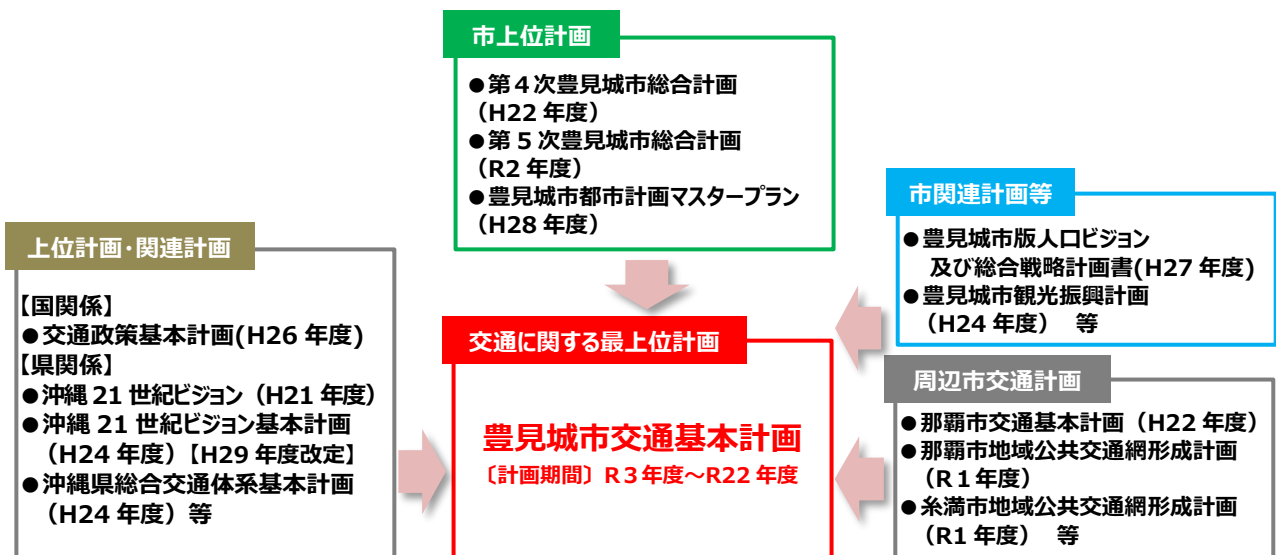 市上位計画
●第４次豊見城市総合計画
（H22 年度）
●第 5 次豊見城市総合計画
（R2 年度）
●豊見城市都市計画マスタープラン
（H28 年度）
市関連計画等
●豊見城市版人口ビジョン
及び総合戦略計画書(H27 年度)
●豊見城市観光振興計画
（H24 年度） 等
上位計画・関連計画
【国関係】
●交通政策基本計画(H26 年度)
【県関係】
●沖縄 21 世紀ビジョン（H21 年度）
●沖縄 21 世紀ビジョン基本計画
（H24 年度）【H29 年度改定】
●沖縄県総合交通体系基本計画
（H24 年度）等
交通に関する最上位計画
豊見城市交通基本計画
〔計画期間〕R３年度～R22 年度
周辺市交通計画
●那覇市交通基本計画（H22 年度）
●那覇市地域公共交通網形成計画
（R１年度）
●糸満市地域公共交通網形成計画
（R1 年度） 等